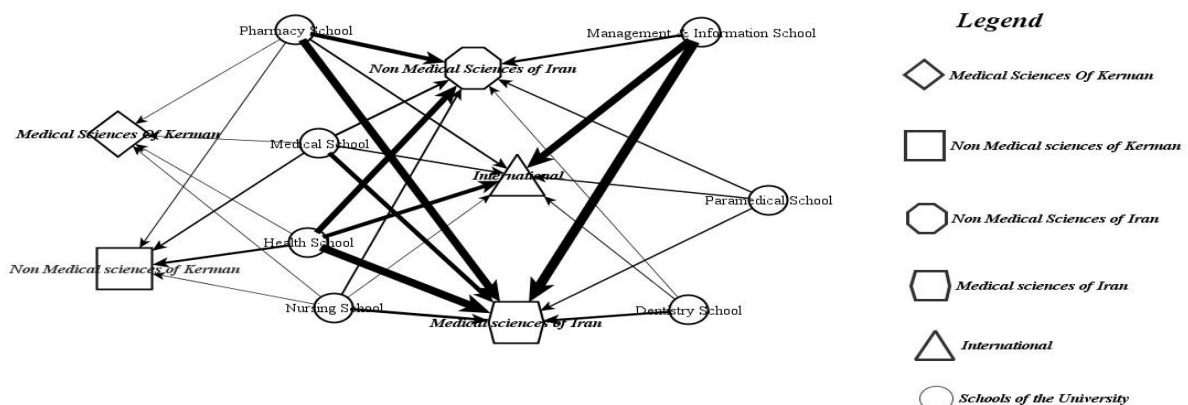 Legend
Pharmacy School
Management & Information School
Non Medical Sciences of Iran
Medical Sciences Of Kerman
Medical Sciences Of Kerman
Medical School
Non Medical sciences of Kerman
International
Paramedical School
Non Medical Sciences of Iran
Health School
Non Medical sciences of Kerman
Medical sciences of Iran
Nursing School
Dentistry School
Medical sciences of Iran
International
Schools of the University